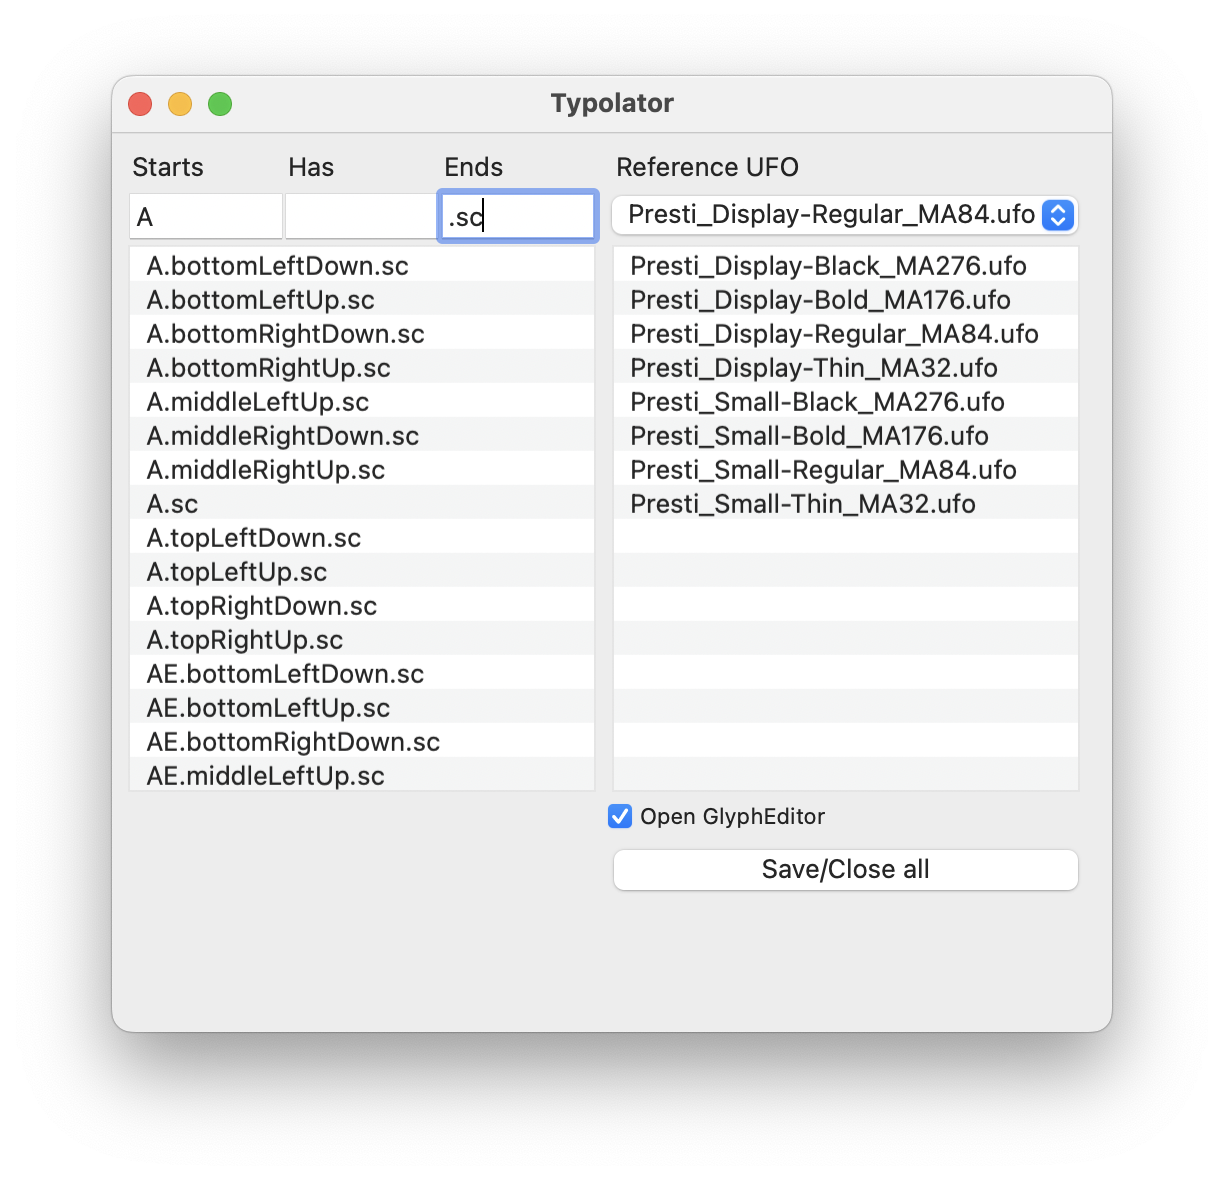 Typolator
Starts Has Ends Reference UFO
A .sc Presti_Display-Regular_MA84.ufo
A.bottomLeftDown.sc
A.bottomLeftUp.sc
A.bottomRightDown.sc
A.bottomRightUp.sc
A.middleLeftUp.sc
A.middleRightDown.sc
A.middleRightUp.sc
A.sc
A.topLeftDown.sc
A.topLeftUp.sc
A.topRightDown.sc
A.topRightUp.sc
AE.bottomLeftDown.sc
AE.bottomLeftUp.sc
AE.bottomRightDown.sc
AE.middleLeftUp.sc
Presti_Display-Black_MA276.ufo
Presti_Display-Bold_MA176.ufo
Presti_Display-Regular_MA84.ufo
Presti_Display-Thin_MA32.ufo
Presti_Small-Black_MA276.ufo
Presti_Small-Bold_MA176.ufo
Presti_Small-Regular_MA84.ufo
Presti_Small-Thin_MA32.ufo
Open GlyphEditor
Save/Close all